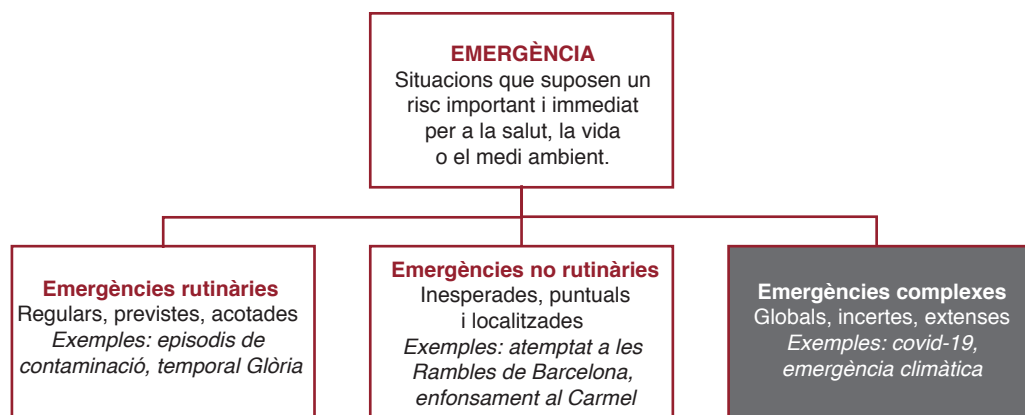 EMERGÈNCIA
Situacions que suposen un
risc important i immediat
per a la salut, la vida
o el medi ambient.
Emergències rutinàries
Regulars, previstes, acotades
Exemples: episodis de
contaminació, temporal Glòria
Emergències no rutinàries
Inesperades, puntuals
i localitzades
Exemples: atemptat a les
Rambles de Barcelona,
enfonsament al Carmel
Emergències complexes
Globals, incertes, extenses
Exemples: covid-19,
emergència climàtica